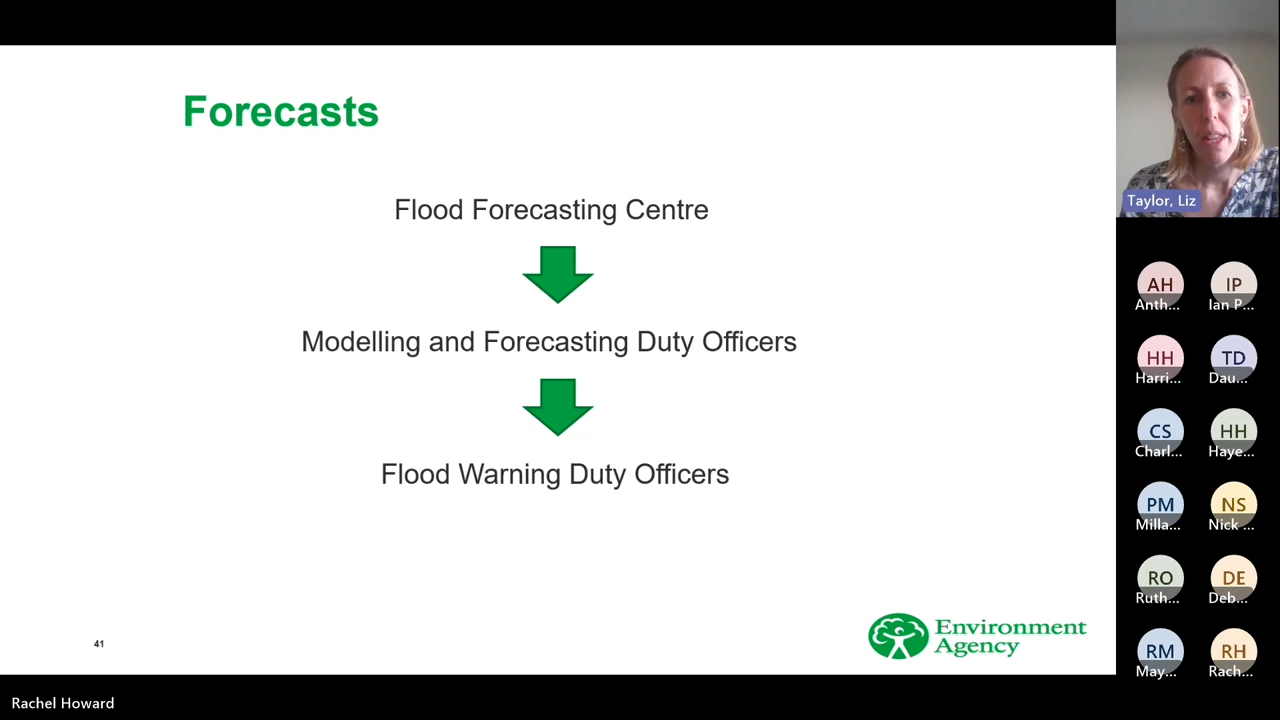 Forecasts
Flood Forecasting Centre
Modelling and Forecasting Duty Officers
Flood Warning Duty Officers
41
Environment
Agency
Taylor, Liz
AH
IP
Anth...
Ian P...
HH
TD
Harri...
Dau...
CS
HH
Charl...
Haye...
PM
NS
Milla...
Nick ...
RO
DE
Ruth...
Deb...
RM
RH
May...
Rach...
Rachel Howard